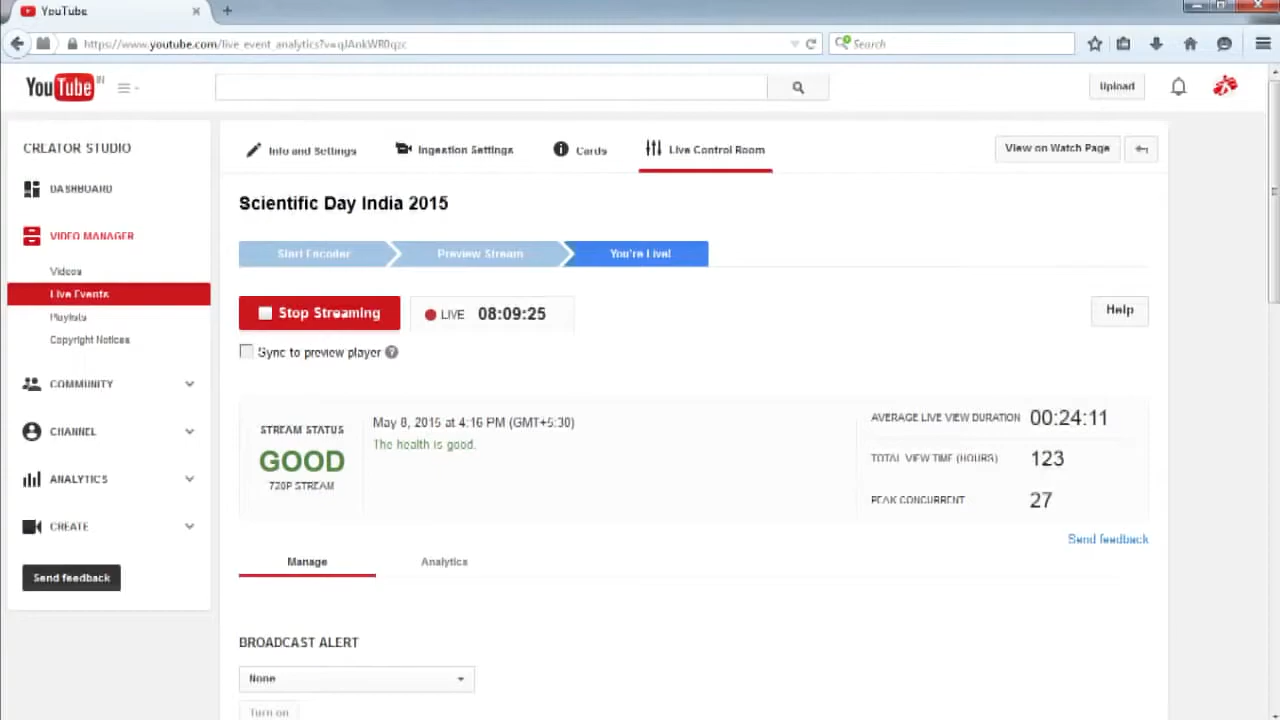 YouTube
https://www.youtube.com/live_event_analytics?v=qJAnkWR0qzc
Search
YouTube IN
Upload
CREATOR STUDIO
Info and Settings
Ingestion Settings
Cards
Live Control Room
View on Watch Page
DASHBOARD
Scientific Day India 2015
VIDEO MANAGER
Start Encoder
Preview Stream
You're Live!
Videos
Live Events
Playlists
Copyright Notices
Stop Streaming
LIVE 08:09:25
Help
Sync to preview player ?
COMMUNITY
CHANNEL
ANALYTICS
CREATE
Send feedback
STREAM STATUS
GOOD
720P STREAM
May 8, 2015 at 4:16 PM (GMT+5:30)
The health is good.
AVERAGE LIVE VIEW DURATION 00:24:11
TOTAL VIEW TIME (HOURS) 123
PEAK CONCURRENT 27
Send feedback
Manage
Analytics
BROADCAST ALERT
None
Turn on